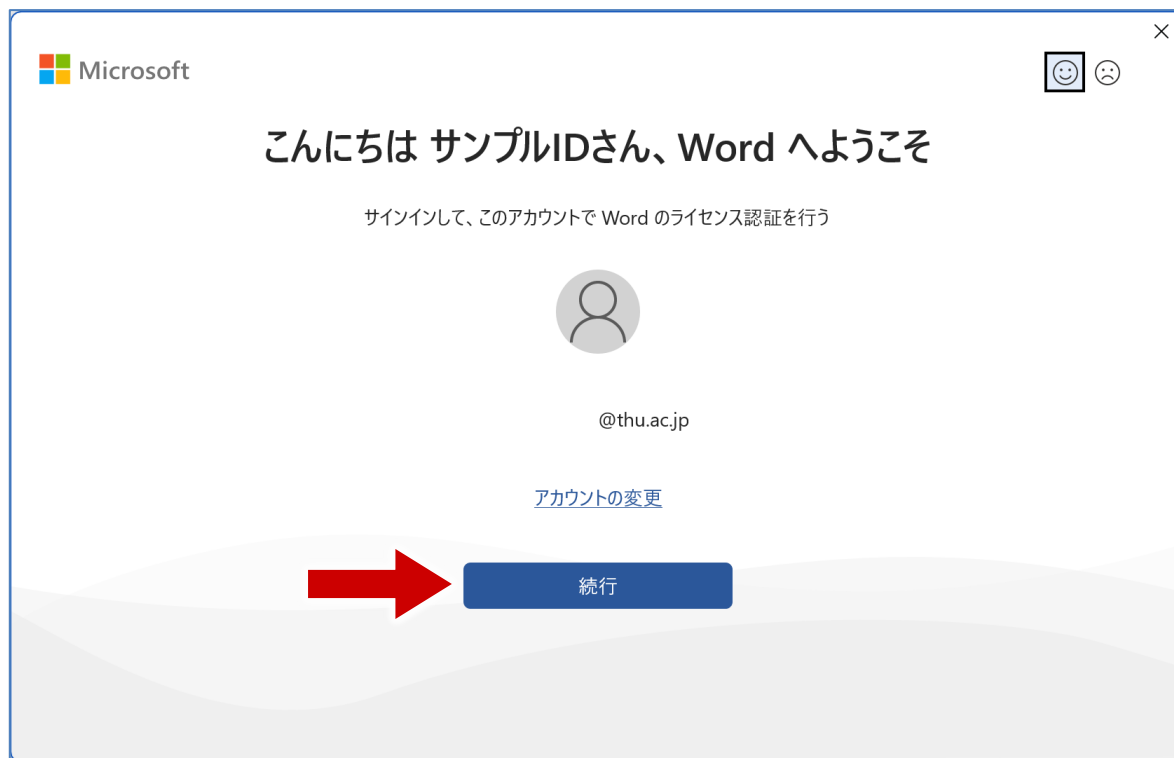 Microsoft
こんにちは サンプルIDさん、Word へようこそ
サインインして、このアカウントで Word のライセンス認証を行う
@thu.ac.jp
アカウントの変更
続行